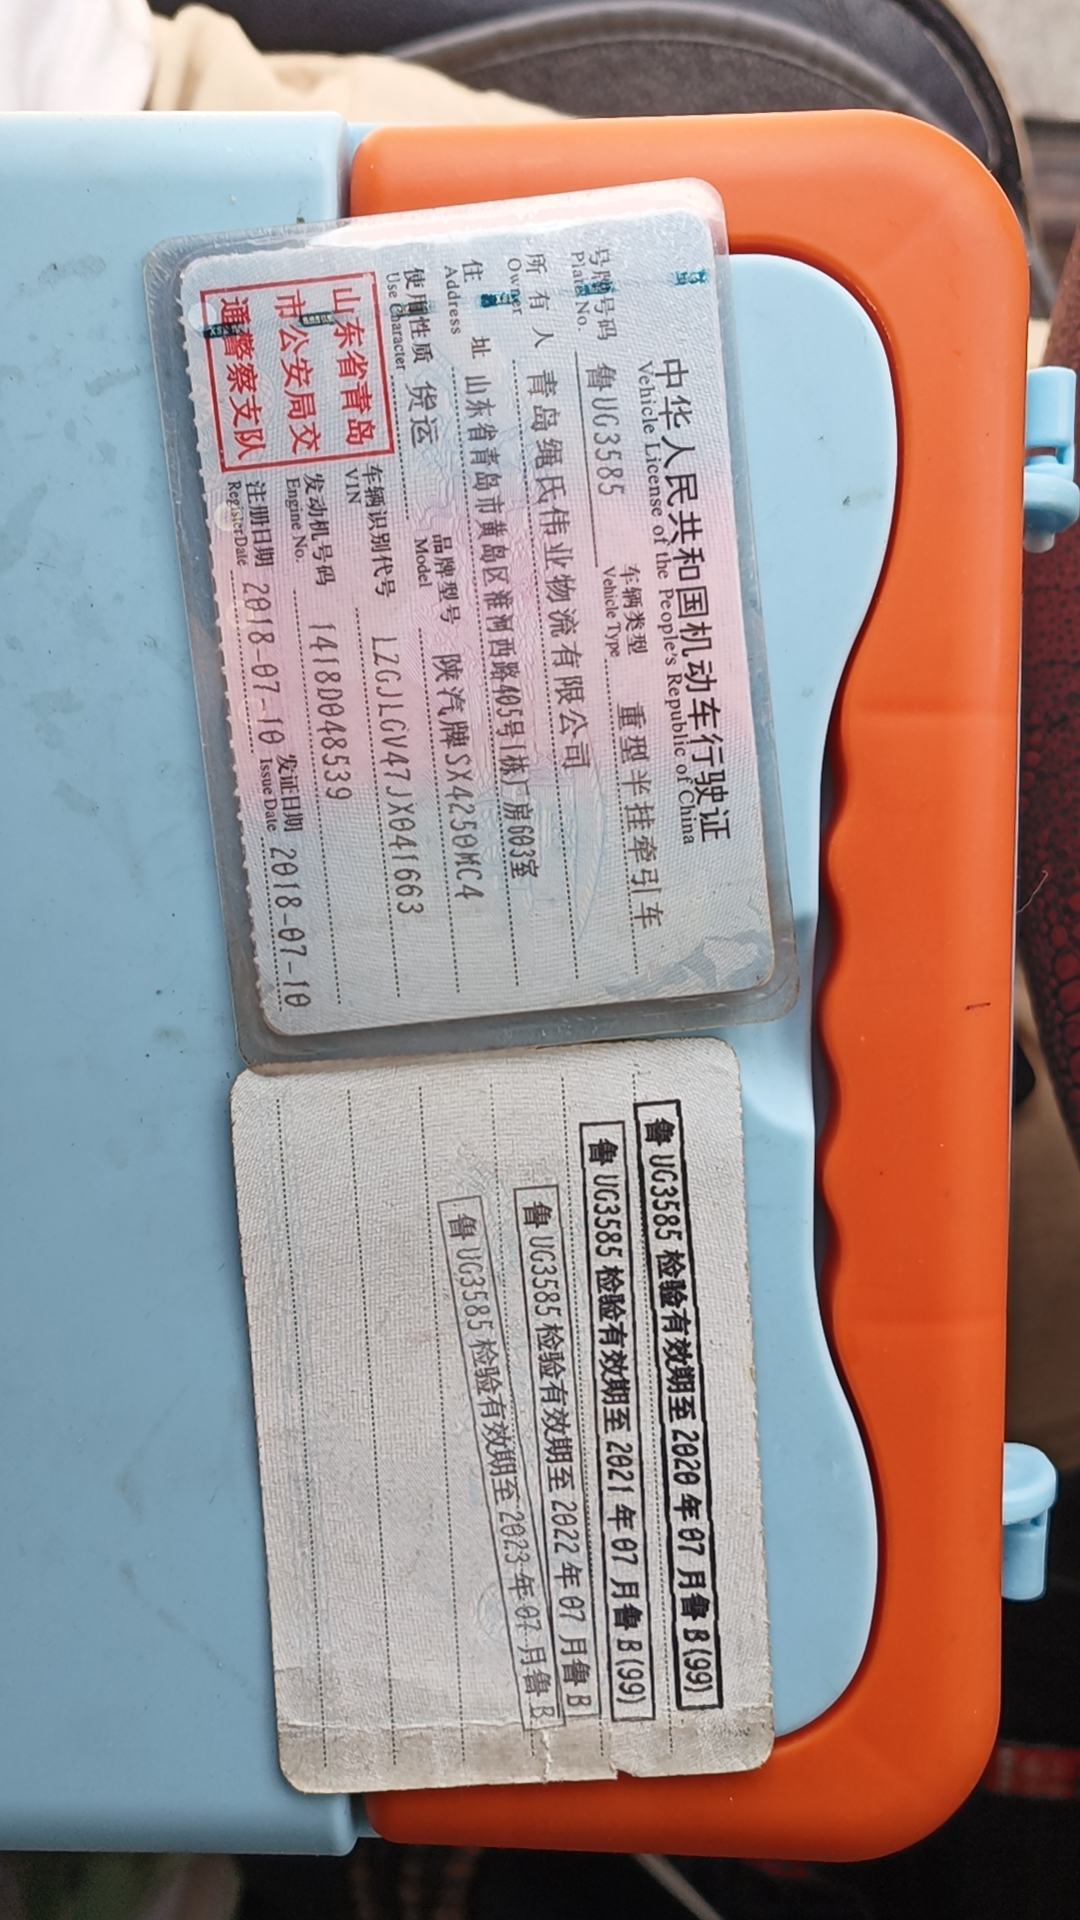 中华人民共和国机动车行驶证
Vehicle License of the People's Republic of China
号牌号码 鲁UG3585 车辆类型 重型半挂牵引车
Plate No. Vehicle Type
所有人 青岛绳氏伟业物流有限公司
Owner
住址 山东省青岛市黄岛区淮河西路405号1栋厂房603室
Address
使用性质 货运 品牌型号 陕汽牌SX4250MC4
Use Character Model
山东省青岛
市公安局交
通警察支队
车辆识别代号 LZGJLGV47JX041663
VIN
发动机号码 1418D048539
Engine No.
注册日期 2018-07-10 发证日期 2018-07-10
Register Date Issue Date
鲁UG3585检验有效期至2020年07月鲁B(99)
鲁UG3585检验有效期至2021年07月鲁B(99)
鲁UG3585检验有效期至2022年07月鲁B
鲁UG3585检验有效期至2023年07月鲁B